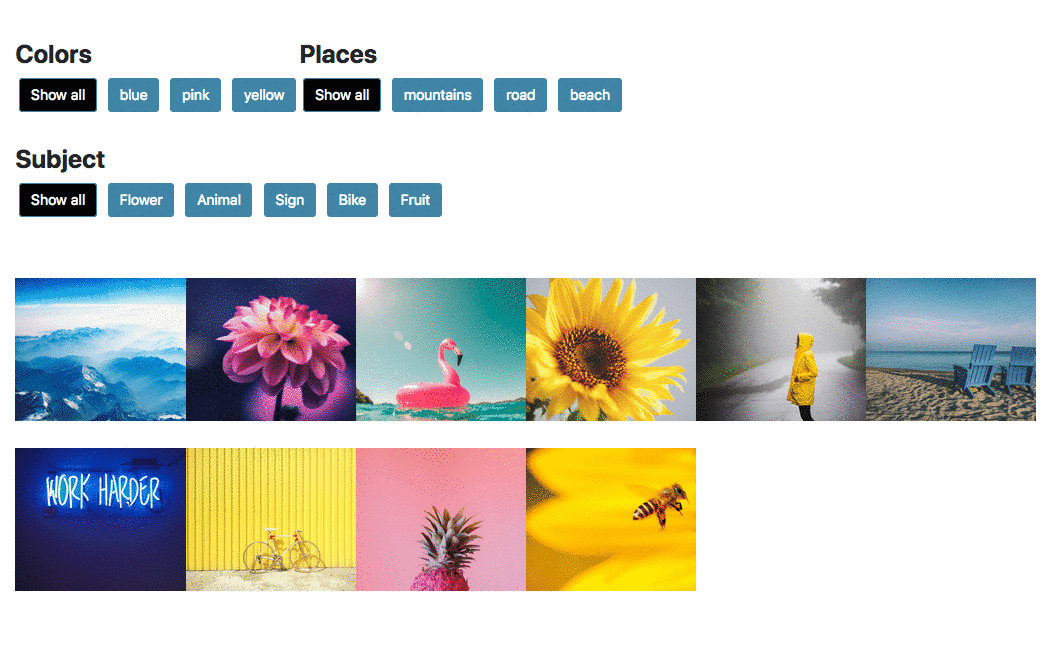 Colors
Show all blue pink yellow
Places
Show all mountains road beach
Subject
Show all Flower Animal Sign Bike Fruit
WORK HARDER